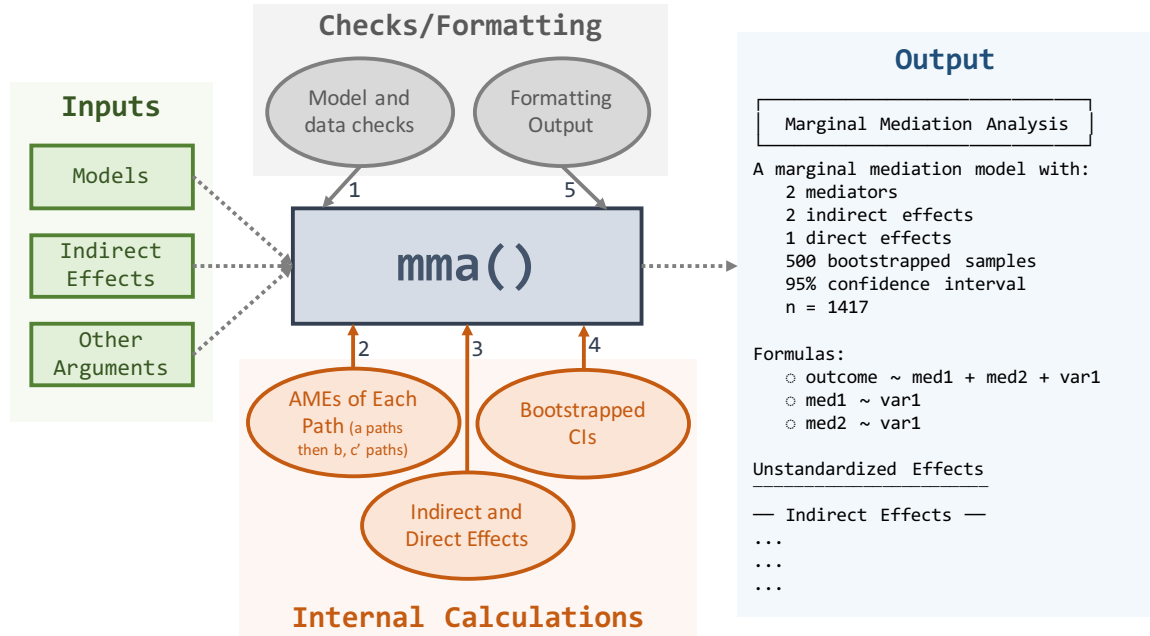 Checks/Formatting
Model and
data checks
Formatting
Output
Inputs
Models
Indirect
Effects
Other
Arguments
1
5
mma()
2
3
4
AMEs of Each
Path (a paths
then b, c’ paths)
Bootstrapped
CIs
Indirect and
Direct Effects
Internal Calculations
Output
Marginal Mediation Analysis
A marginal mediation model with:
2 mediators
2 indirect effects
1 direct effects
500 bootstrapped samples
95% confidence interval
n = 1417
Formulas:
◌ outcome ~ med1 + med2 + var1
◌ med1 ~ var1
◌ med2 ~ var1
Unstandardized Effects
—— Indirect Effects ——
...
...
...